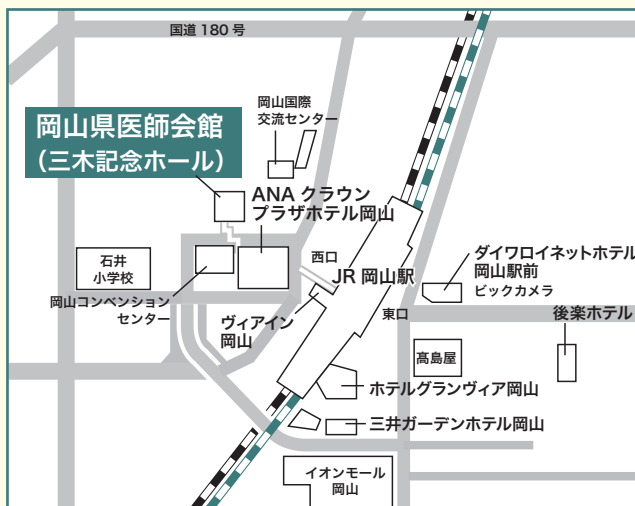 国道 180 号
岡山国際
交流センター
岡山県医師会館
（三木記念ホール）
ANA クラウン
プラザホテル岡山
石井
小学校
西口
JR 岡山駅
ダイワロイネットホテル
岡山駅前
ビックカメラ
岡山コンベンション
センター
ヴィアイン
岡山
東口
後楽ホテル
髙島屋
ホテルグランヴィア岡山
三井ガーデンホテル岡山
イオンモール
岡山